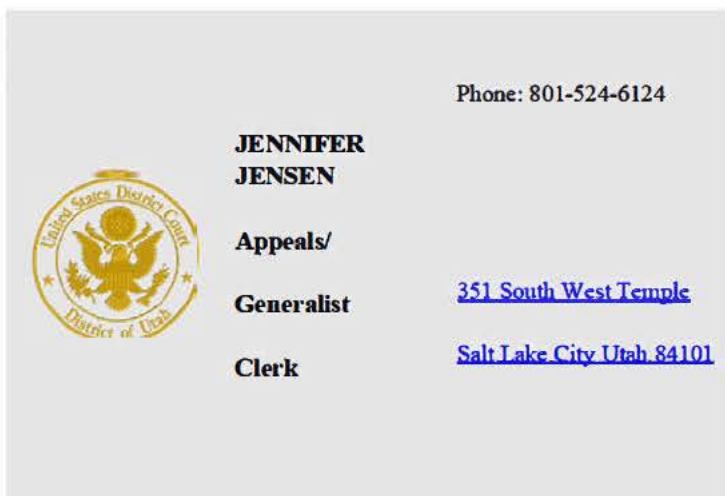 Phone: 801-524-6124
JENNIFER
JENSEN
Appeals/
Generalist
Clerk
351 South West Temple
Salt Lake City Utah 84101
United States District Court
District of Utah